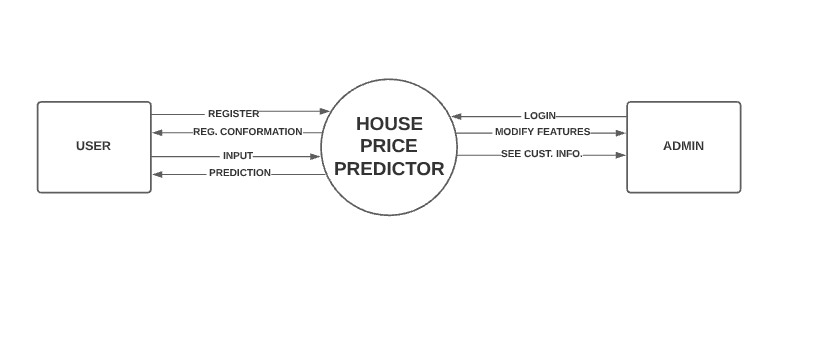 USER
REGISTER
REG. CONFORMATION
INPUT
PREDICTION
HOUSE
PRICE
PREDICTOR
LOGIN
MODIFY FEATURES
SEE CUST. INFO.
ADMIN